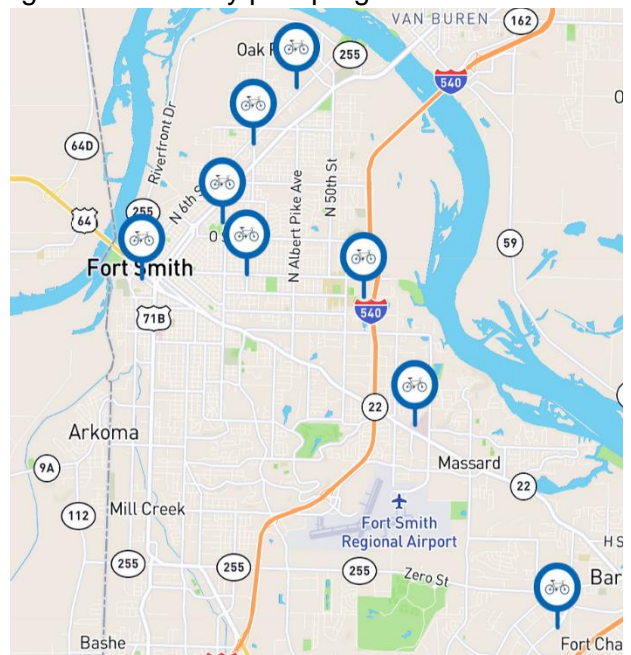 VAN BUREN
162
255
540
64D
Riverfront Dr
N 6th
N Albert Pike Ave
N 50th St
64
255
59
Fort Smith
540
71B
22
Arkoma
Massard
9A
22
112
Mill Creek
Fort Smith
Regional Airport
255
255
255
Zero St
Bashe
Fort Cha